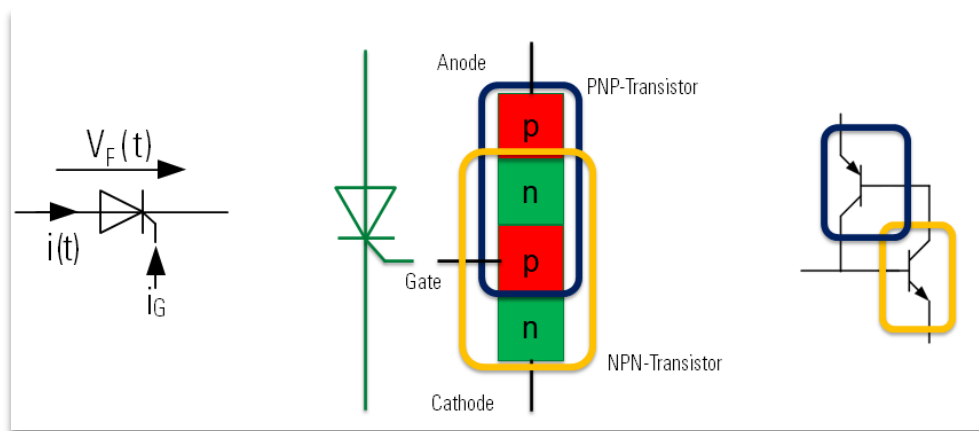 V_F(t)
i(t)
i_G
Anode
PNP-Transistor
p
n
p
n
Gate
NPN-Transistor
Cathode